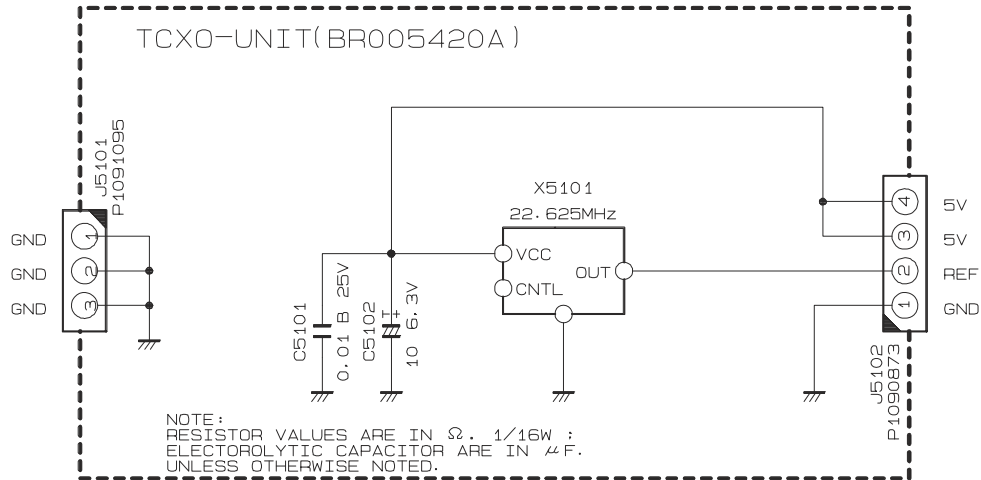 TCXO-UNIT(BR005420A)
J5101
P1091095
GND
GND
GND
1
2
3
X5101
22.625MHz
VCC
CNTL
OUT
C5101
0.01 B 25V
C5102
10 6.3V
+
4
3
2
1
5V
5V
REF
GND
J5102
P1090873
NOTE:
RESISTOR VALUES ARE IN Ω. 1/16W ;
ELECTOROLYTIC CAPACITOR ARE IN μF.
UNLESS OTHERWISE NOTED.